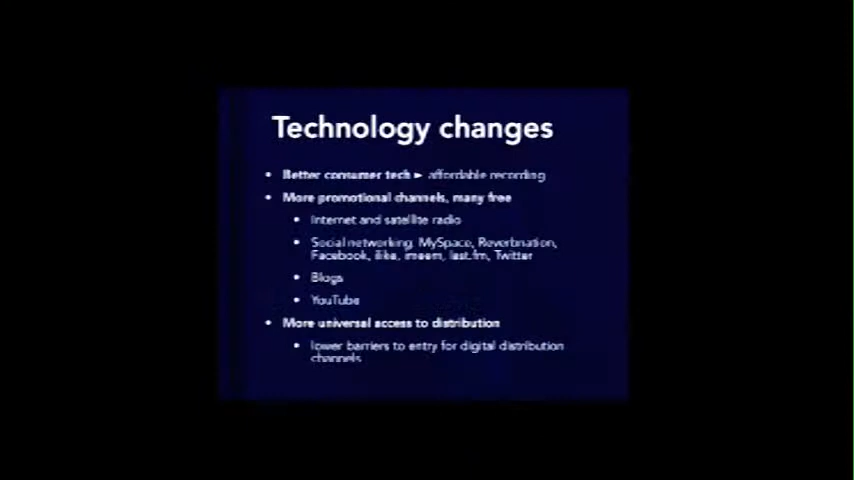 Technology changes
• Better consumer tech ► affordable recording
• More promotional channels, many free
• Internet and satellite radio
• Social networking: MySpace, Reverbnation,
Facebook, ilike, imeem, last.fm, Twitter
• Blogs
• YouTube
• More universal access to distribution
• lower barriers to entry for digital distribution
channels